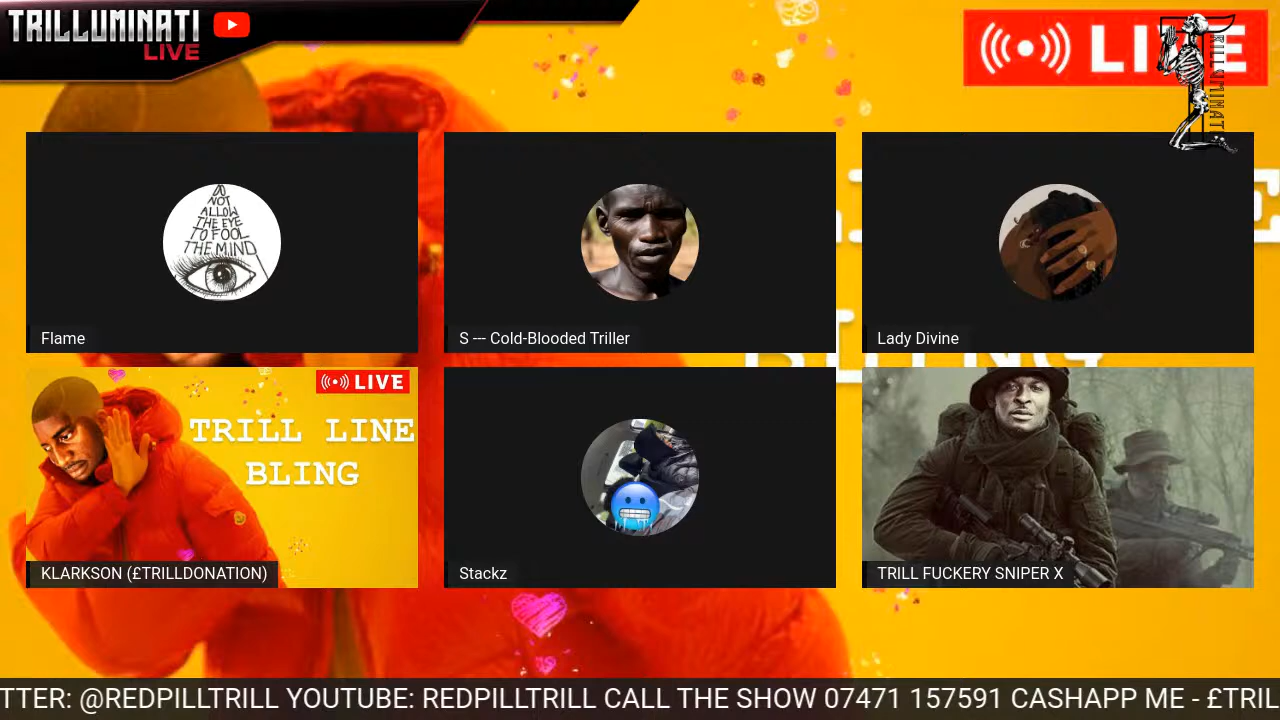 TRILLUMINATI
LIVE
LIVE
TRILLUMINATI
DO
NOT
ALLOW
THE EYE
TO FOOL
THE MIND
Flame
S --- Cold-Blooded Triller
Lady Divine
BLING
LIVE
TRILL LINE
BLING
KLARKSON (£TRILLDONATION)
Stackz
TRILL FUCKERY SNIPER X
TTER: @REDPILLTRILL YOUTUBE: REDPILLTRILL CALL THE SHOW 07471 157591 CASHAPP ME - £TRIL